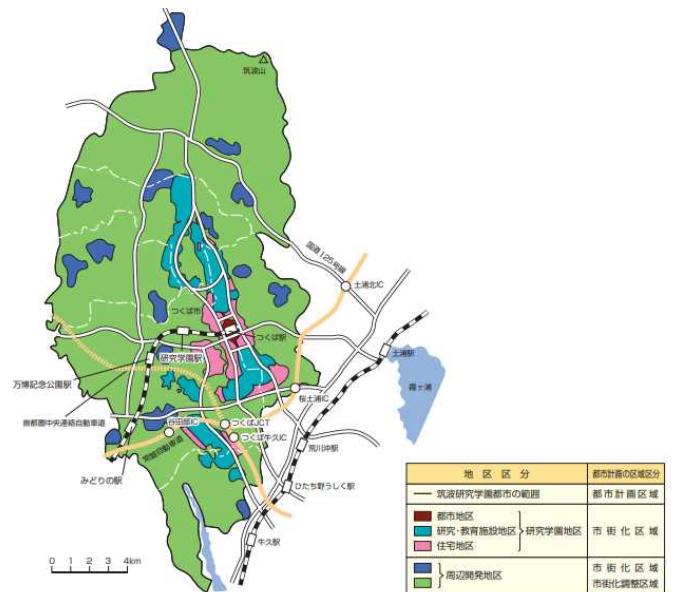 筑波山
国道125号線
土浦北IC
つくば市
つくば駅
研究学園駅
土浦駅
万博記念公園駅
霞ヶ浦
桜土浦IC
首都圏中央連絡自動車道
谷田部IC
つくばJCT
つくば牛久IC
荒川沖駅
常磐自動車道
みどりの駅
ひたち野うしく駅
牛久駅
0 1 2 3 4km
地区区分 都市計画の区域区分
筑波研究学園都市の範囲 都市計画区域
都市地区
研究・教育施設地区 研究学園地区 市街化区域
住宅地区
周辺開発地区 市街化区域
市街化調整区域